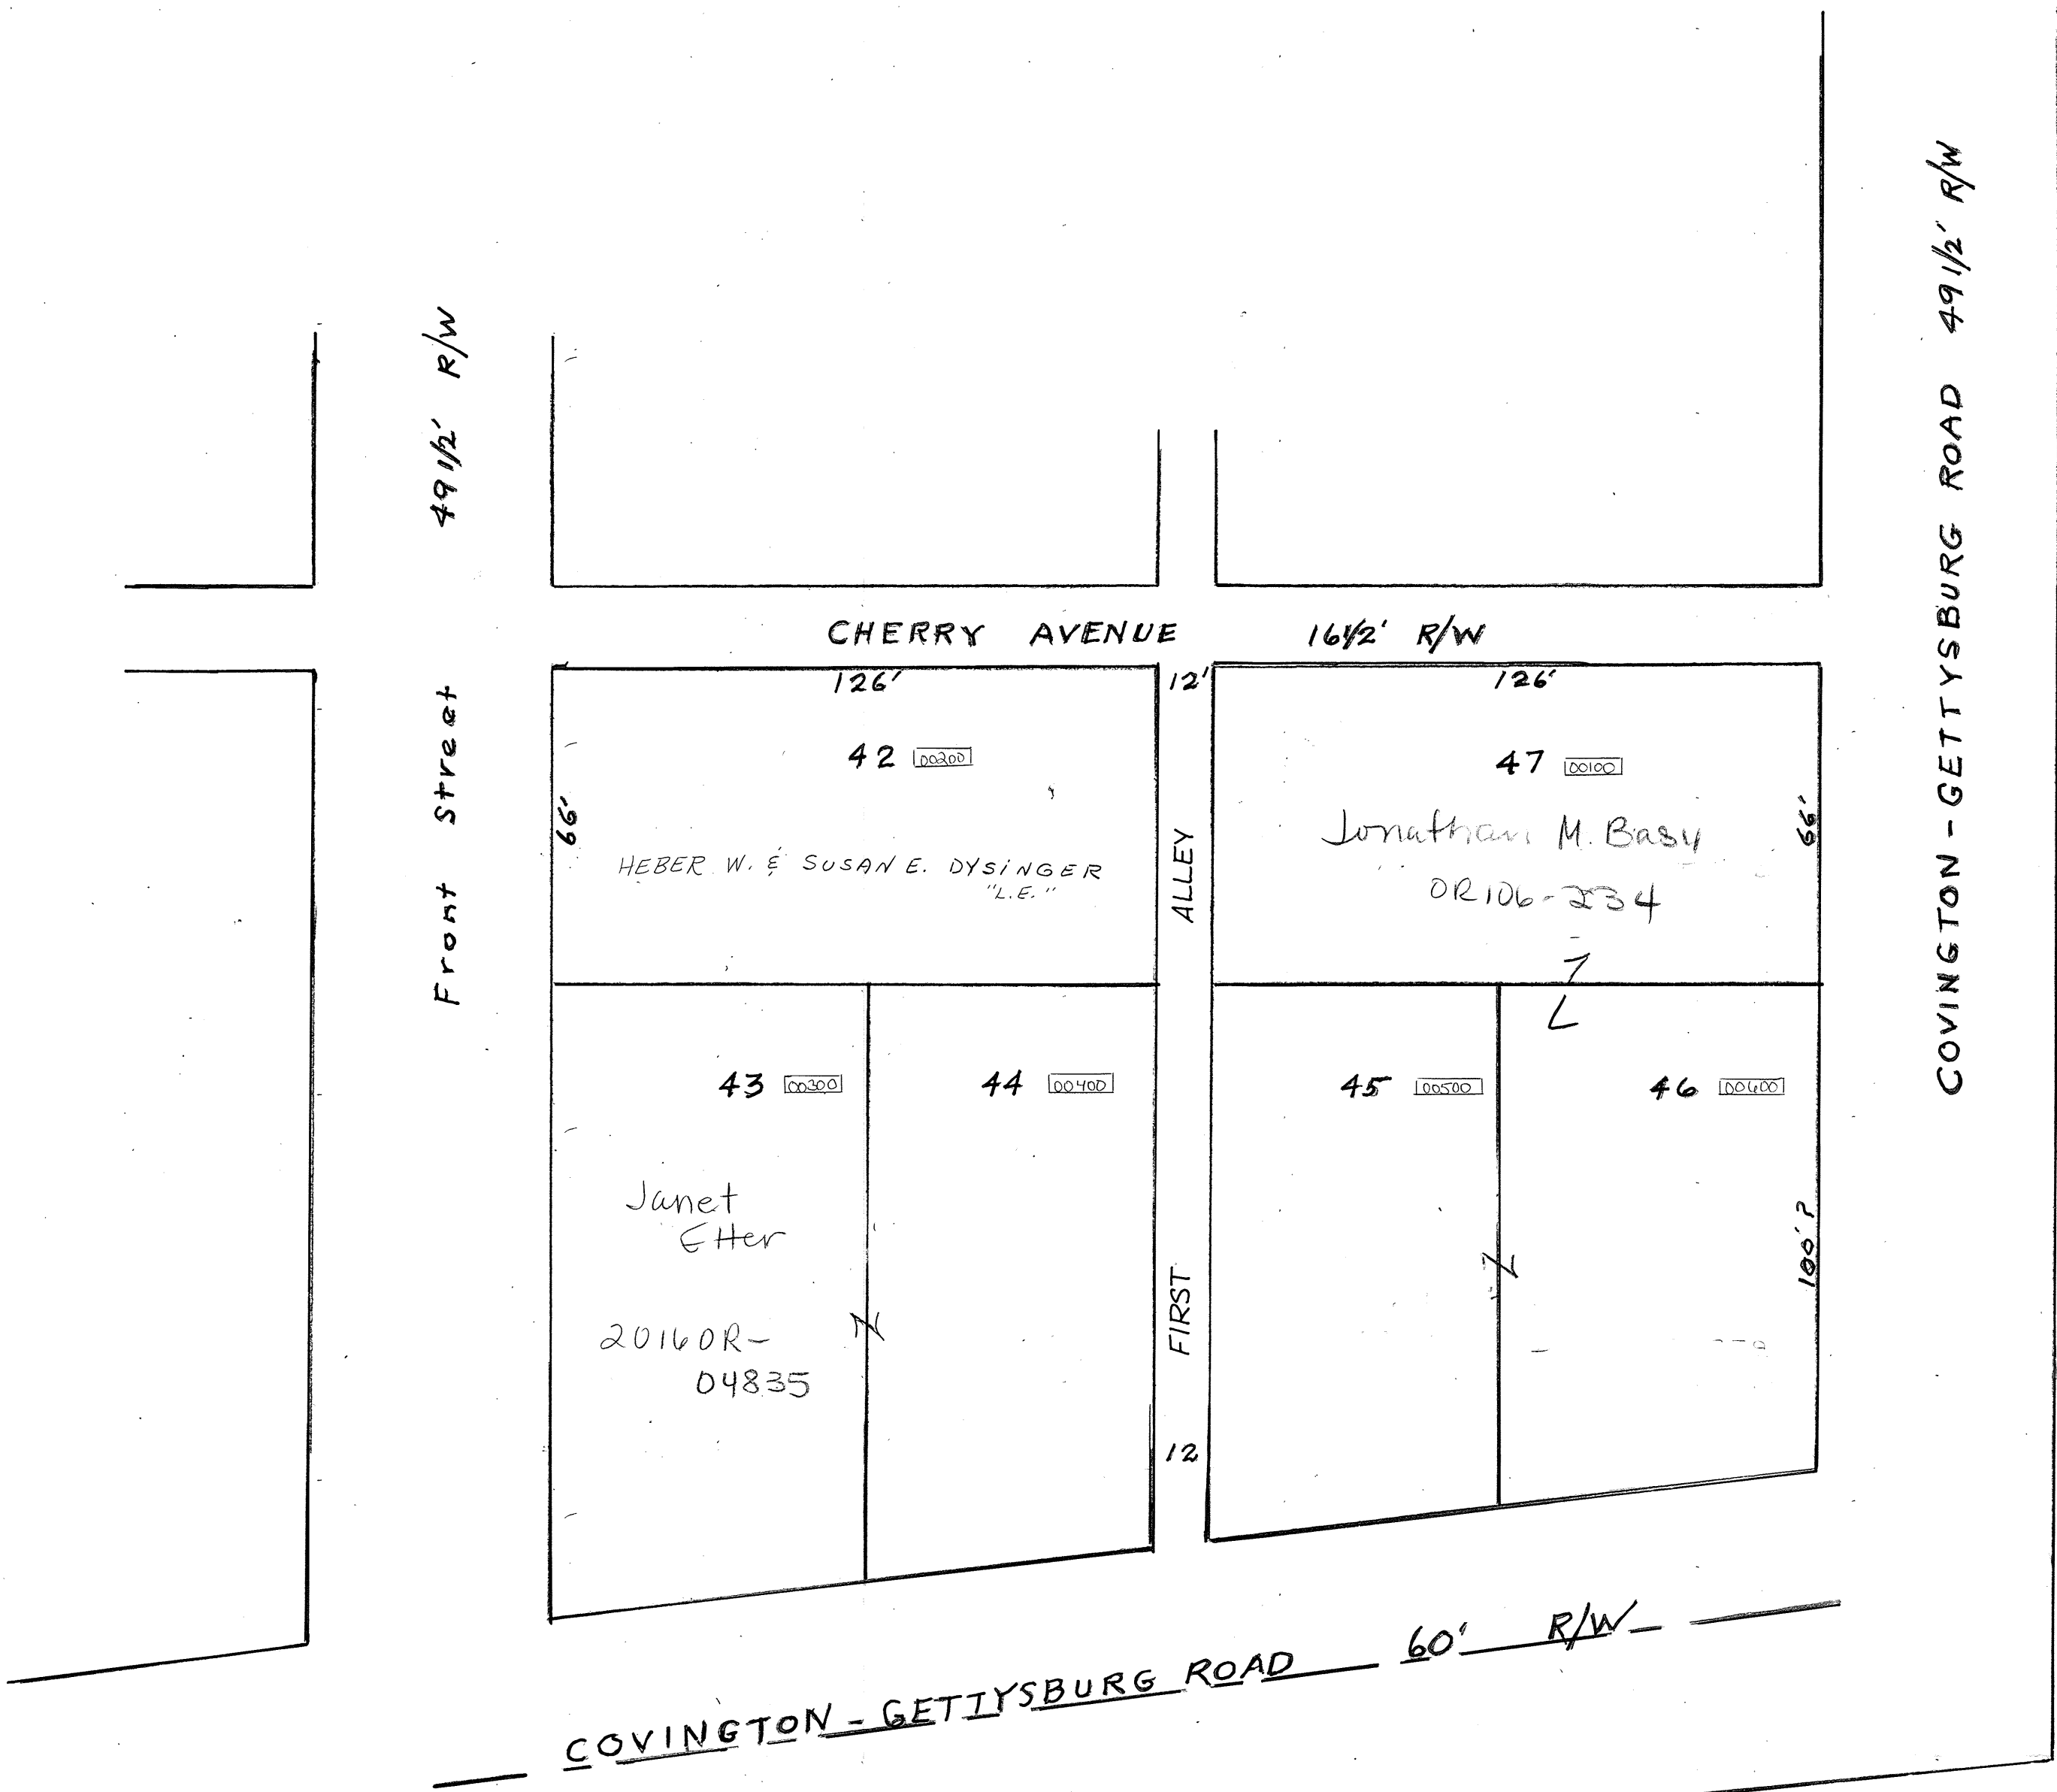 49 1/2' R/W
COVINGTON-GETTYSBURG ROAD 49 1/2' R/W
CHERRY AVENUE 16 1/2' R/W
Front Street
126'
12'
126'
42 00200
47 00100
66'
66'
HEBER W. & SUSAN E. DYSINGER
"L.E."
Jonathan M. Basy
OR106-234
FIRST ALLEY
43 00300
44 00400
45 00500
46 00600
Janet
Etter
20160R-
04835
100' ?
12
COVINGTON - GETTYSBURG ROAD 60' R/W